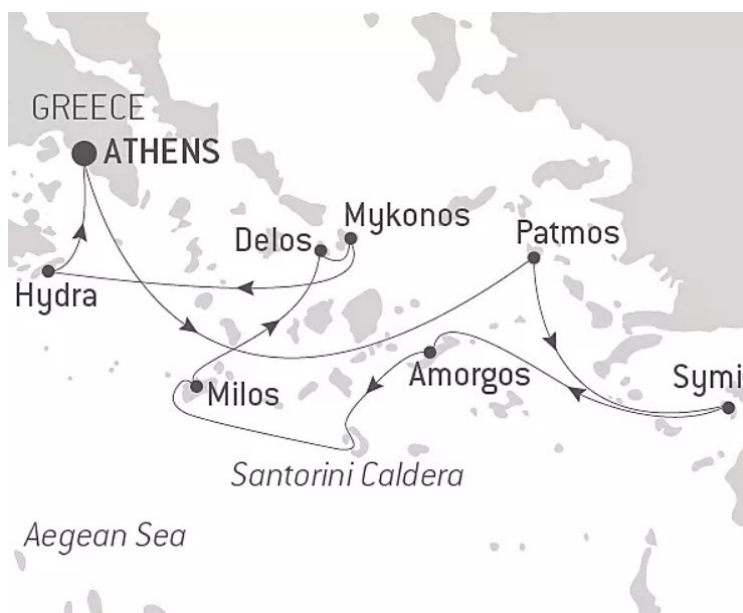 GREECE
ATHENS
Mykonos
Delos
Patmos
Hydra
Amorgos
Symi
Milos
Santorini Caldera
Aegean Sea